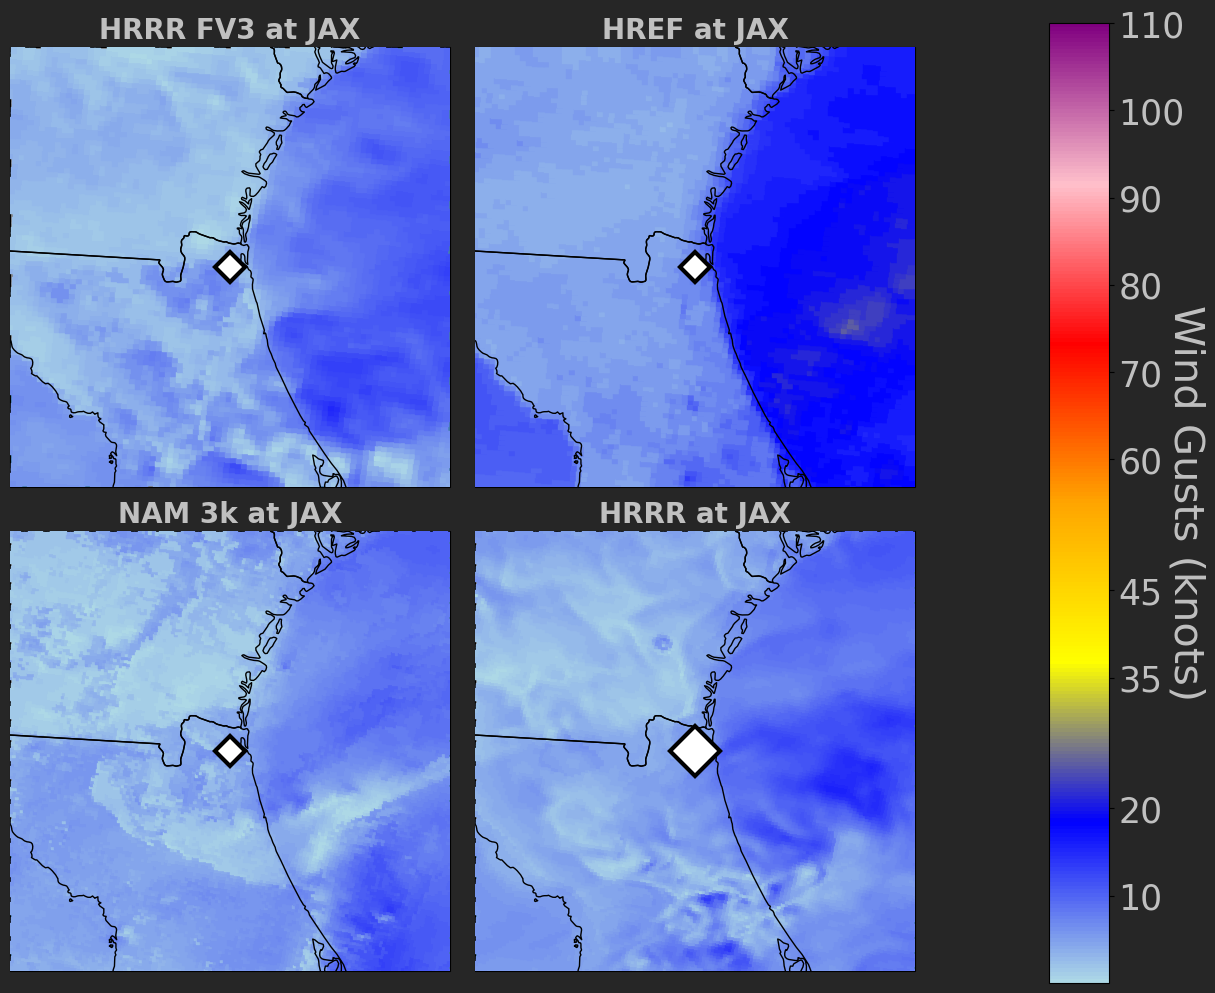 HRRR FV3 at JAX
HREF at JAX
NAM 3k at JAX
HRRR at JAX
110
100
90
80
70
60
45
35
20
10
Wind Gusts (knots)